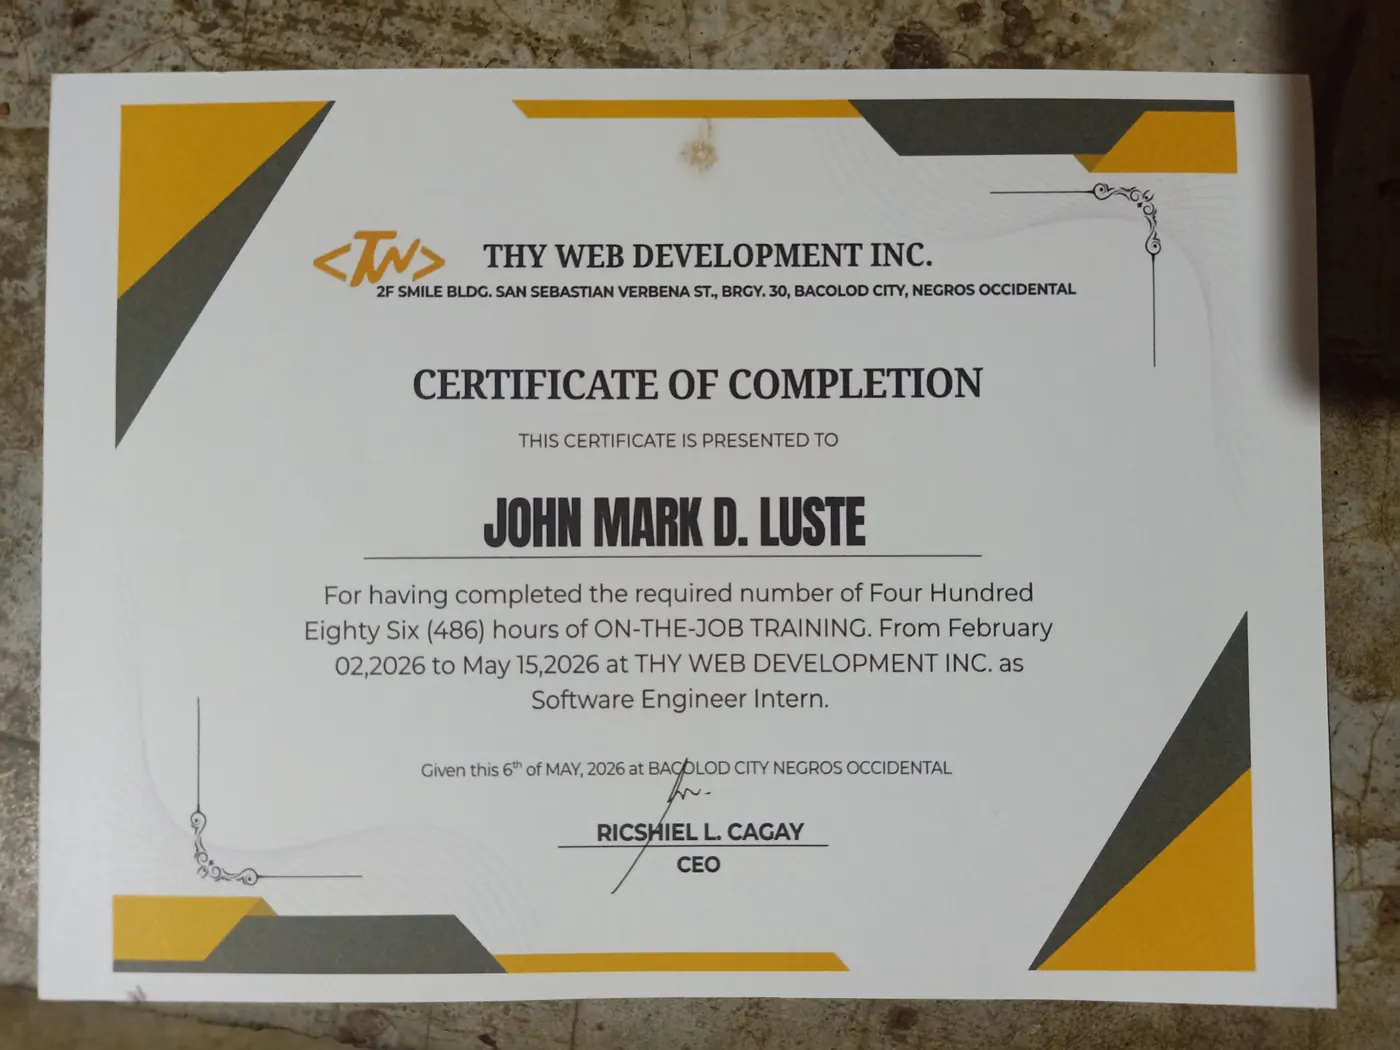 <TW>
THY WEB DEVELOPMENT INC.
2F SMILE BLDG. SAN SEBASTIAN VERBENA ST., BRGY. 30, BACOLOD CITY, NEGROS OCCIDENTAL
CERTIFICATE OF COMPLETION
THIS CERTIFICATE IS PRESENTED TO
JOHN MARK D. LUSTE
For having completed the required number of Four Hundred
Eighty Six (486) hours of ON-THE-JOB TRAINING. From February
02,2026 to May 15,2026 at THY WEB DEVELOPMENT INC. as
Software Engineer Intern.
Given this 6th of MAY, 2026 at BACOLOD CITY NEGROS OCCIDENTAL
RICSHIEL L. CAGAY
CEO